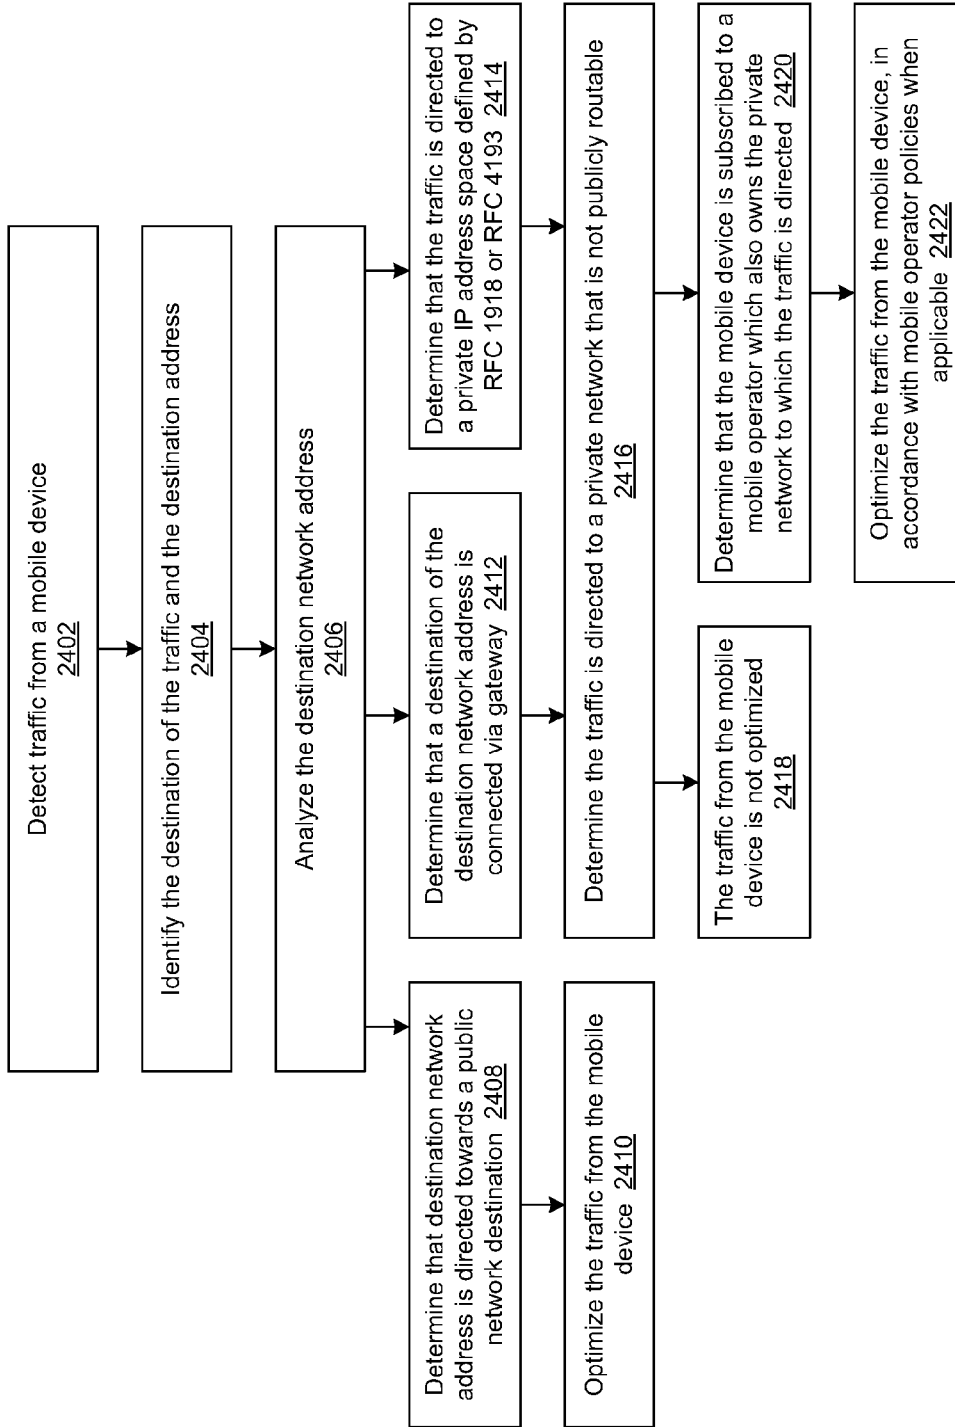 Detect traffic from a mobile device
2402
Identify the destination of the traffic and the destination address
2404
Analyze the destination network address
2406
Determine that destination network
address is directed towards a public
network destination 2408
Optimize the traffic from the mobile
device 2410
Determine that a destination of the
destination network address is
connected via gateway 2412
Determine that the traffic is directed to
a private IP address space defined by
RFC 1918 or RFC 4193 2414
Determine the traffic is directed to a private network that is not publicly routable
2416
The traffic from the mobile
device is not optimized
2418
Determine that the mobile device is subscribed to a
mobile operator which also owns the private
network to which the traffic is directed 2420
Optimize the traffic from the mobile device, in
accordance with mobile operator policies when
applicable 2422